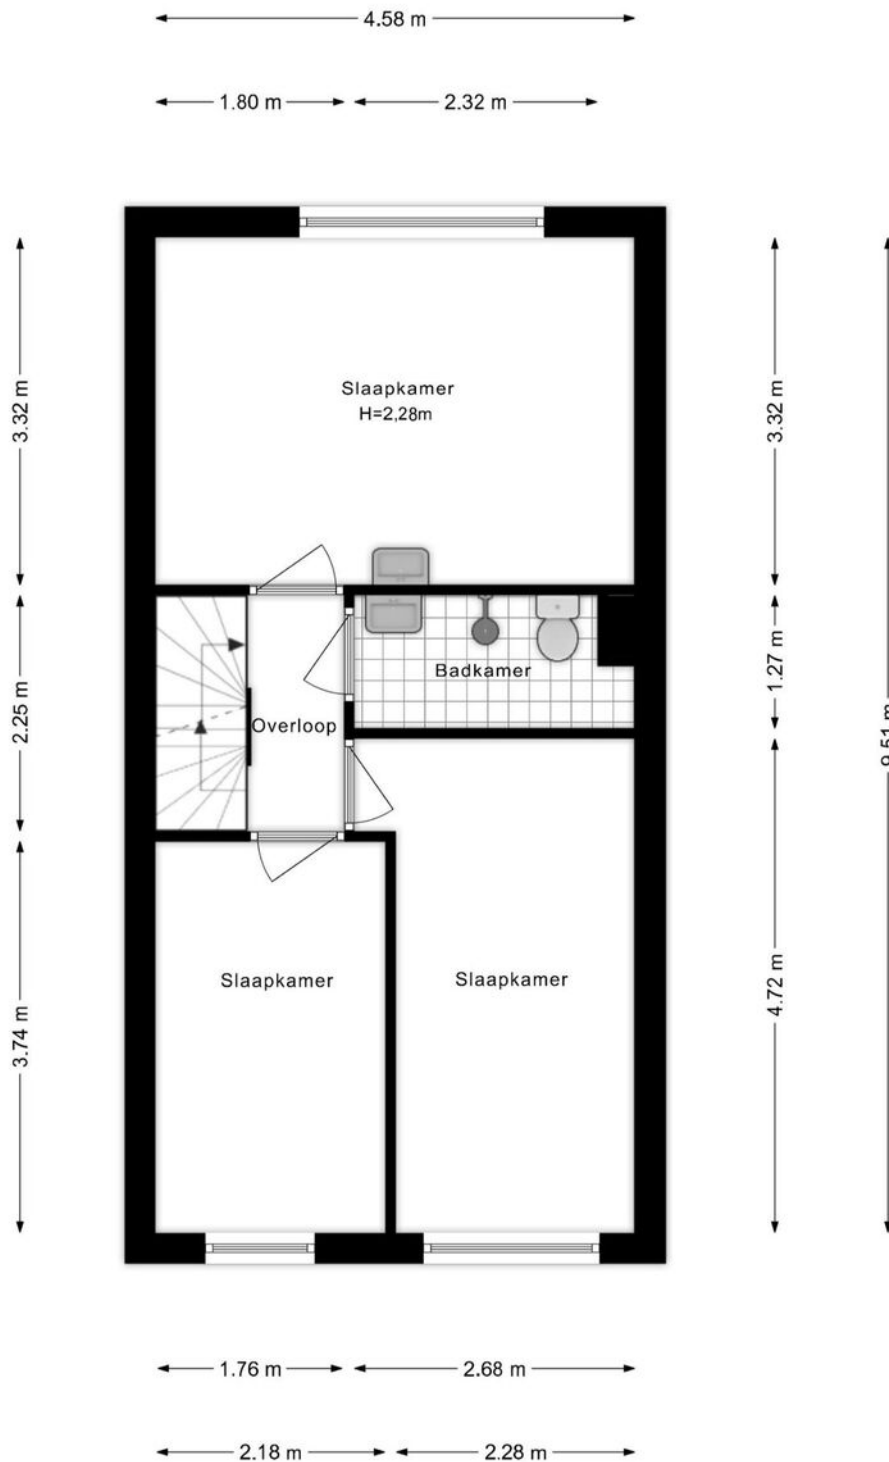 4.58 m
1.80 m
2.32 m
3.32 m
3.32 m
Slaapkamer
H=2,28m
2.25 m
1.27 m
Badkamer
Overloop
9.51 m
Slaapkamer
Slaapkamer
3.74 m
4.72 m
1.76 m
2.68 m
2.18 m
2.28 m